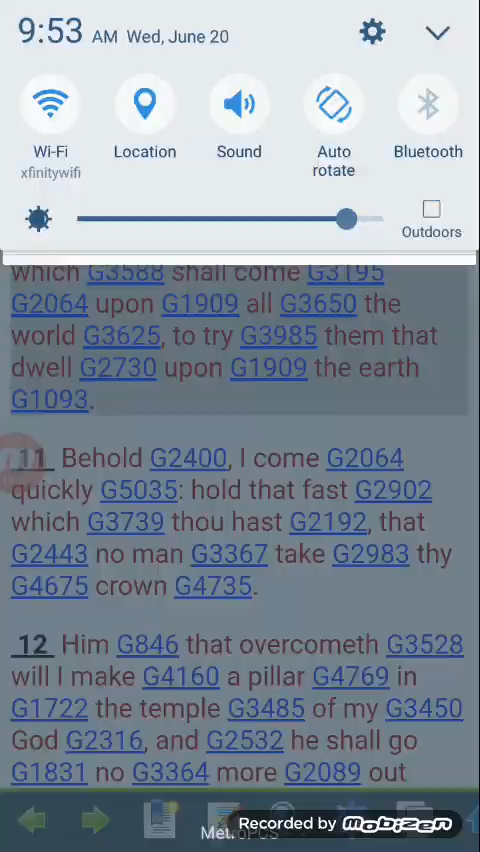 9:53 AM Wed, June 20
Wi-Fi
xfinitywifi
Location
Sound
Auto
rotate
Bluetooth
Outdoors
which G3588 shall come G3195
G2064 upon G1909 all G3650 the
world G3625, to try G3985 them that
dwell G2730 upon G1909 the earth
G1093.
11 Behold G2400, I come G2064
quickly G5035: hold that fast G2902
which G3739 thou hast G2192, that
G2443 no man G3367 take G2983 thy
G4675 crown G4735.
12 Him G846 that overcometh G3528
will I make G4160 a pillar G4769 in
G1722 the temple G3485 of my G3450
God G2316, and G2532 he shall go
G1831 no G3364 more G2089 out
MetroPCS
Recorded by mobizen